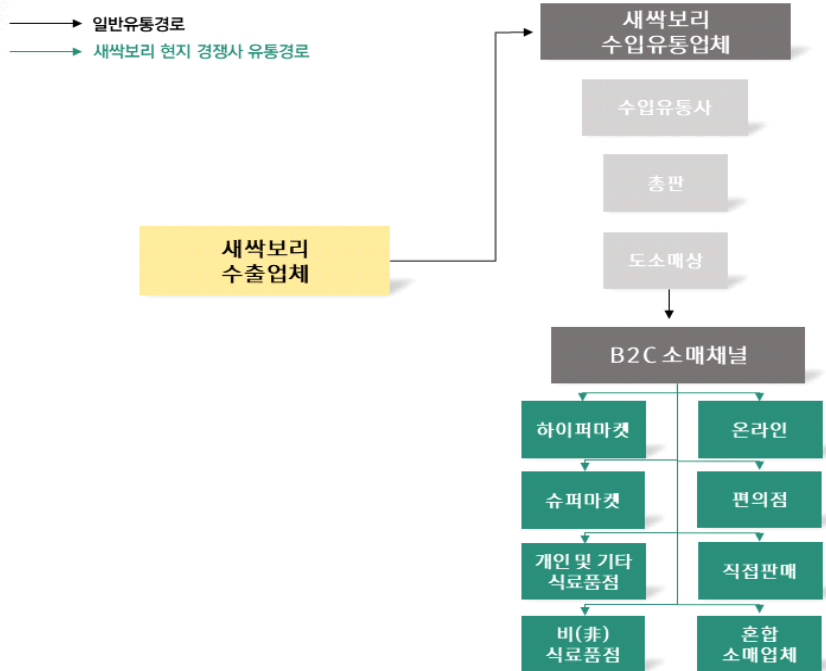 일반유통경로
새싹보리 현지 경쟁사 유통경로
새싹보리
수입유통업체
수입유통사
총판
도소매상
새싹보리
수출업체
B2C 소매채널
하이퍼마켓
온라인
슈퍼마켓
편의점
개인 및 기타
식료품점
직접판매
비(非)
식료품점
혼합
소매업체